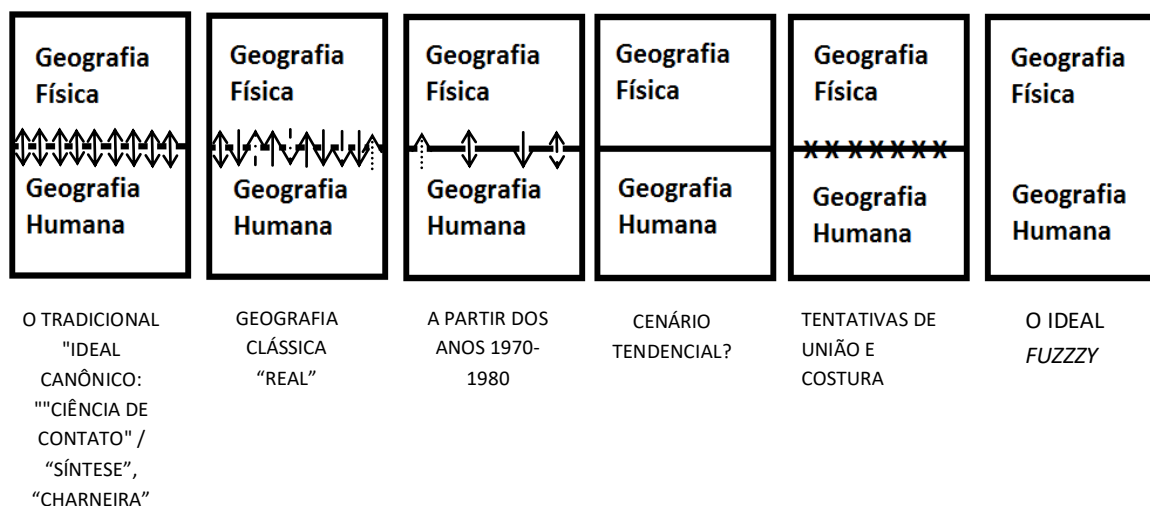 Geografia
Física
Geografia
Humana
O TRADICIONAL
"IDEAL
CANÔNICO:
""CIÊNCIA DE
CONTATO" /
“SÍNTESE”,
“CHARNEIRA”
Geografia
Física
Geografia
Humana
GEOGRAFIA
CLÁSSICA
“REAL”
Geografia
Física
Geografia
Humana
A PARTIR DOS
ANOS 1970-
1980
Geografia
Física
Geografia
Humana
CENÁRIO
TENDENCIAL?
Geografia
Física
X X X X X X X
Geografia
Humana
TENTATIVAS DE
UNIÃO E
COSTURA
Geografia
Física
Geografia
Humana
O IDEAL
FUZZZY